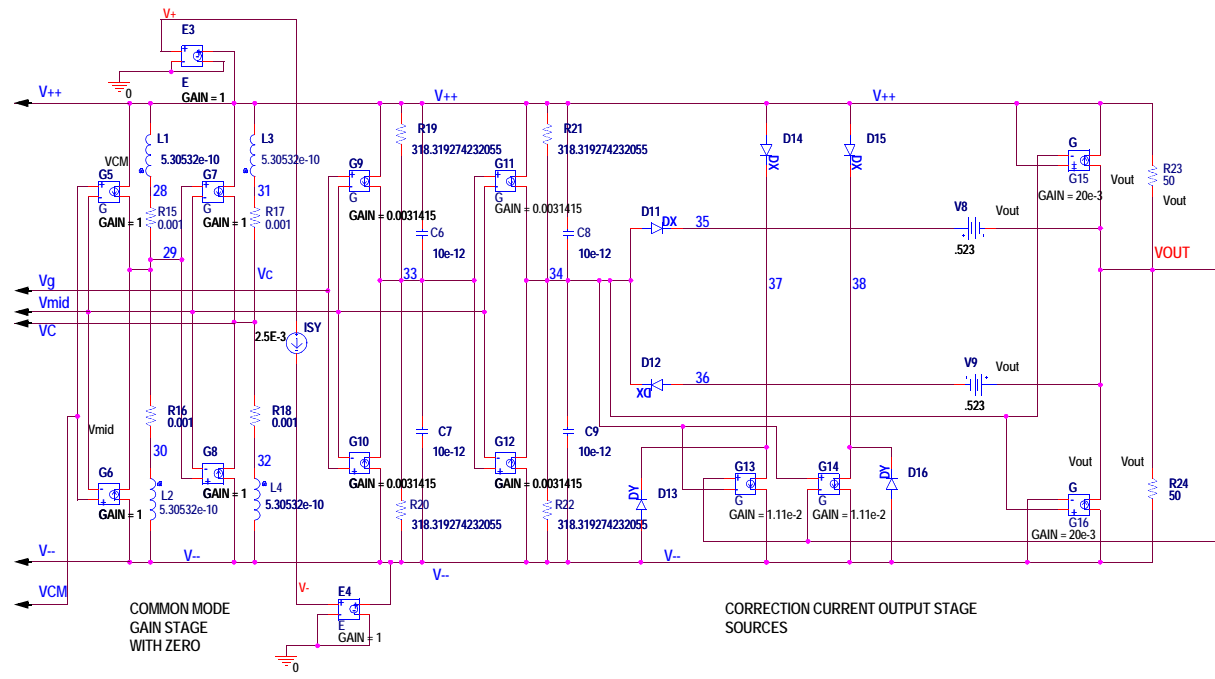 V+
E3
E
GAIN = 1
0
V++
V++
V++
L1
5.30532e-10
L3
5.30532e-10
R19
318.319274232055
R21
318.319274232055
D14
DX
D15
DX
G
G15
GAIN = 20e-3
Vout
R23
50
Vout
VCM
G5
G
GAIN = 1
28
R15
0.001
G7
G
GAIN = 1
31
R17
0.001
G9
G
GAIN = 0.0031415
G11
G
GAIN = 0.0031415
C6
10e-12
C8
10e-12
D11
DX
35
V8
.523
Vout
29
Vc
Vg
Vmid
VC
33
34
37
38
VOUT
2.5E-3
ISY
D12
DX
36
V9
.523
Vout
R16
0.001
R18
0.001
Vmid
30
G8
GAIN = 1
32
G6
GAIN = 1
L2
5.30532e-10
L4
5.30532e-10
G10
GAIN = 0.0031415
C7
10e-12
R20
318.319274232055
G12
GAIN = 0.0031415
C9
10e-12
R22
318.319274232055
DY
D13
G13
G
GAIN = 1.11e-2
G14
G
GAIN = 1.11e-2
DY
D16
Vout
G
G16
GAIN = 20e-3
Vout
R24
50
V--
V--
V--
V--
VCM
V-
E4
E
GAIN = 1
0
COMMON MODE
GAIN STAGE
WITH ZERO
CORRECTION CURRENT OUTPUT STAGE
SOURCES